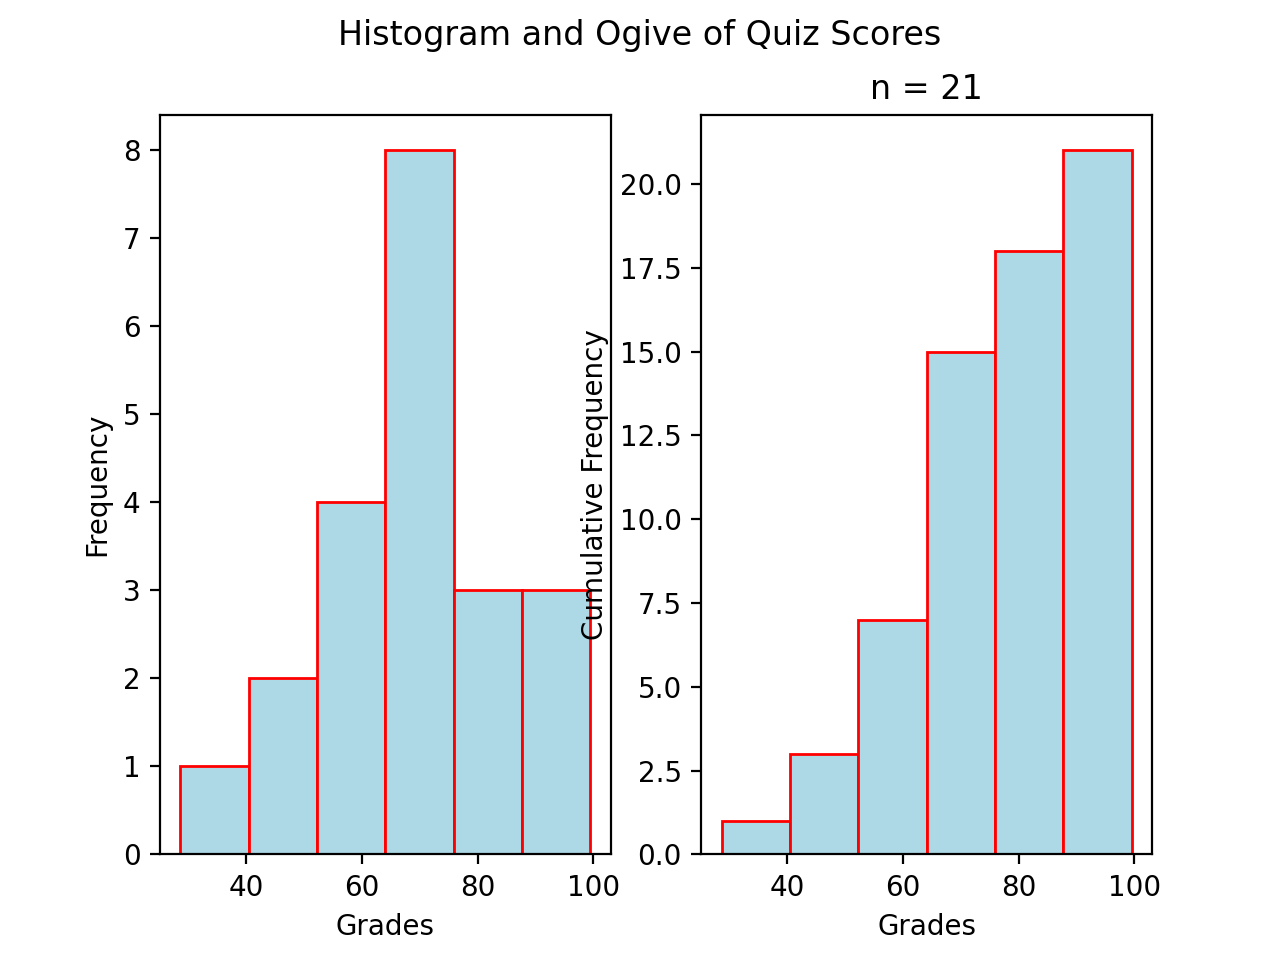 Histogram and Ogive of Quiz Scores
n = 21
8
7
6
5
4
3
2
1
0
Frequency
40 60 80 100
Grades
20.0
17.5
15.0
12.5
10.0
7.5
5.0
2.5
0.0
Cumulative Frequency
40 60 80 100
Grades